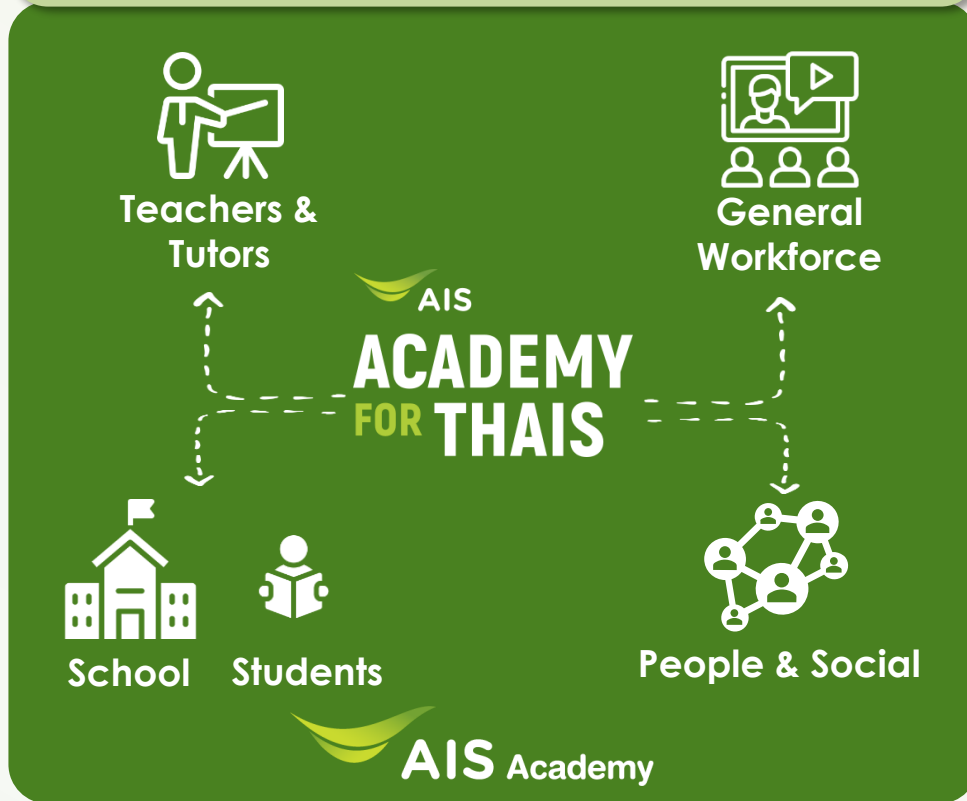 Teachers &
Tutors
General
Workforce
AIS
ACADEMY
FOR THAIS
School
Students
People & Social
AIS Academy